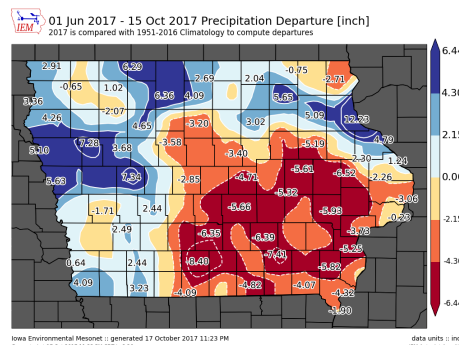 IEM
01 Jun 2017 - 15 Oct 2017 Precipitation Departure [inch]
2017 is compared with 1951-2016 Climatology to compute departures
2.91 6.29 2.69 2.04 -0.75 -2.71 6.4
-0.65 1.02 6.36 4.09 5.65 4.30
3.36 -2.07 5.09 12.23
4.26 4.65 -3.20 3.02 2.15
7.28 3.68 -3.58 -5.19 4.79
5.10 -3.40 2.30 1.24
5.63 7.34 -2.85 -4.71 -5.61 -6.52 -2.26 0.00
-5.32
-1.71 2.44 -5.66 -5.93 -3.06
-0.23 -2.15
2.49 -6.35 -6.39 -3.73
-5.25
0.64 2.44 -8.40 -7.41 -5.82 -4.30
4.09 3.23 -4.09 -4.82 -4.07 -4.32 -6.4
-1.90
Iowa Environmental Mesonet :: generated 17 October 2017 11:23 PM data units :: inc